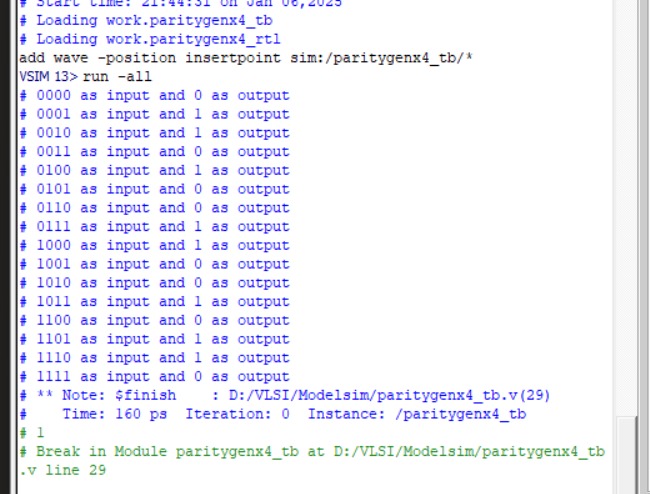 # Start time: 21:44:31 on Jan 06,2025
# Loading work.paritygenx4_tb
# Loading work.paritygenx4_rtl
add wave -position insertpoint sim:/paritygenx4_tb/*
VSIM 13> run -all
# 0000 as input and 0 as output
# 0001 as input and 1 as output
# 0010 as input and 1 as output
# 0011 as input and 0 as output
# 0100 as input and 1 as output
# 0101 as input and 0 as output
# 0110 as input and 0 as output
# 0111 as input and 1 as output
# 1000 as input and 1 as output
# 1001 as input and 0 as output
# 1010 as input and 0 as output
# 1011 as input and 1 as output
# 1100 as input and 0 as output
# 1101 as input and 1 as output
# 1110 as input and 1 as output
# 1111 as input and 0 as output
# ** Note: $finish    : D:/VLSI/Modelsim/paritygenx4_tb.v(29)
#    Time: 160 ps  Iteration: 0  Instance: /paritygenx4_tb
# 1
# Break in Module paritygenx4_tb at D:/VLSI/Modelsim/paritygenx4_tb
.v line 29